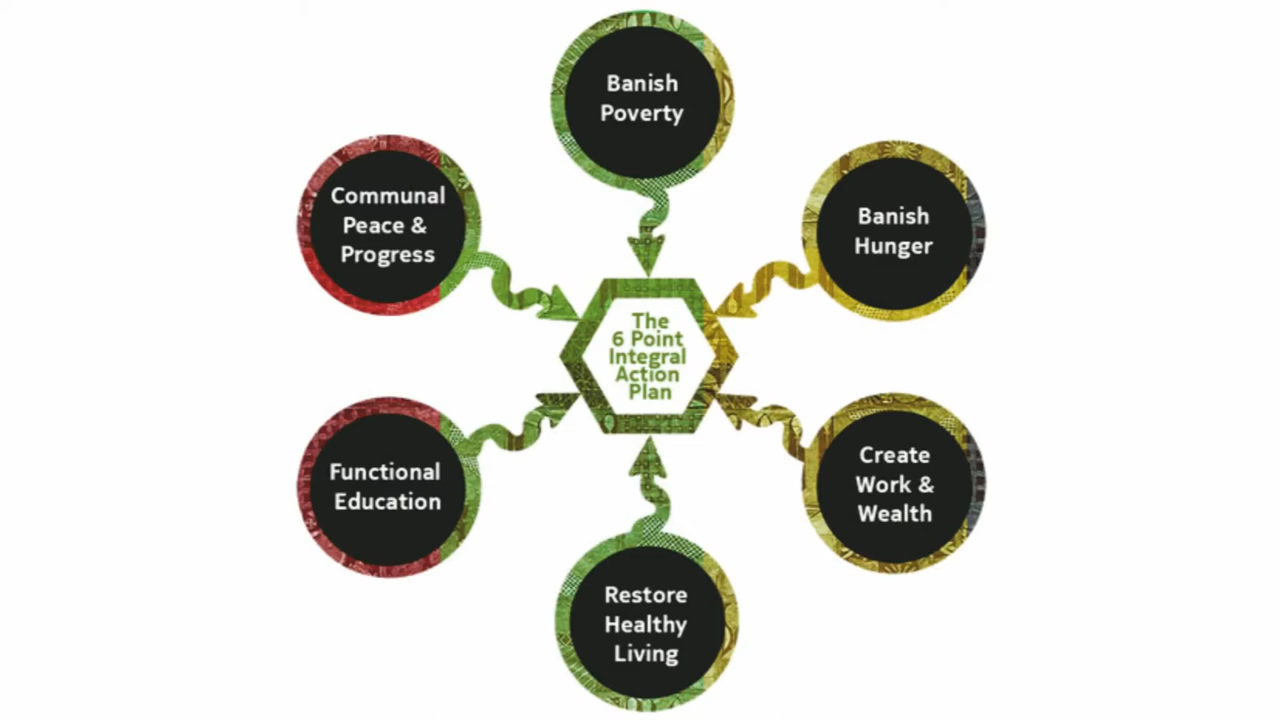 Banish
Poverty
Communal
Peace &
Progress
Banish
Hunger
The
6 Point
Integral
Action
Plan
Functional
Education
Create
Work &
Wealth
Restore
Healthy
Living